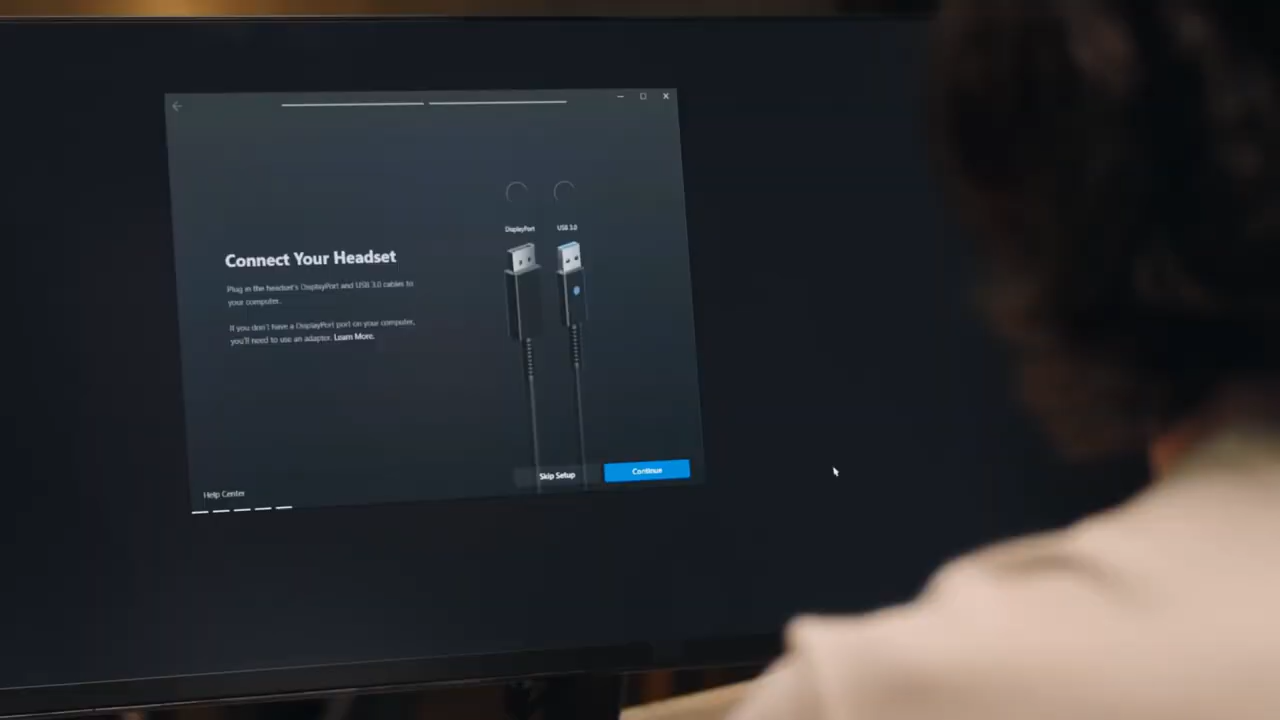 DisplayPort USB 3.0
Connect Your Headset
Plug in the headset's DisplayPort and USB 3.0 cables to
your computer.
If you don't have a DisplayPort port on your computer,
you'll need to use an adapter. Learn More.
Skip Setup Continue
Help Center